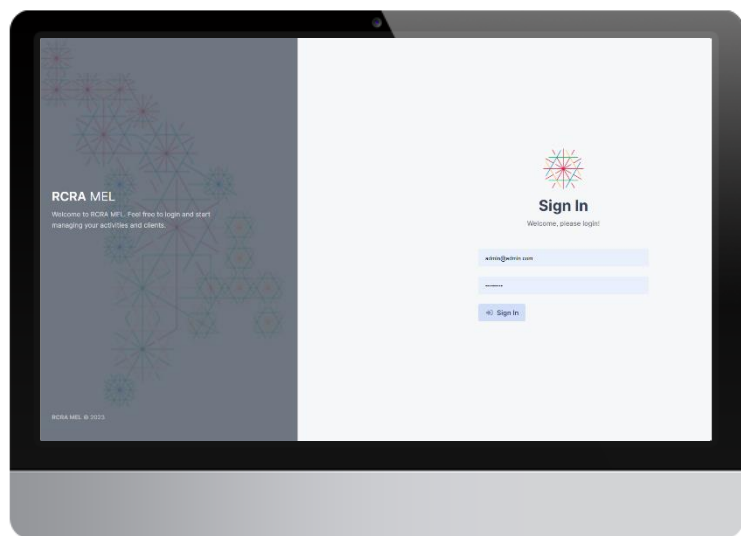 RCRA MEL
Welcome to RCRA MEL. Feel free to login and start
managing your activities and clients.
RCRA MEL © 2023
Sign In
Welcome, please login!
admin@admin.com
••••••••
Sign In